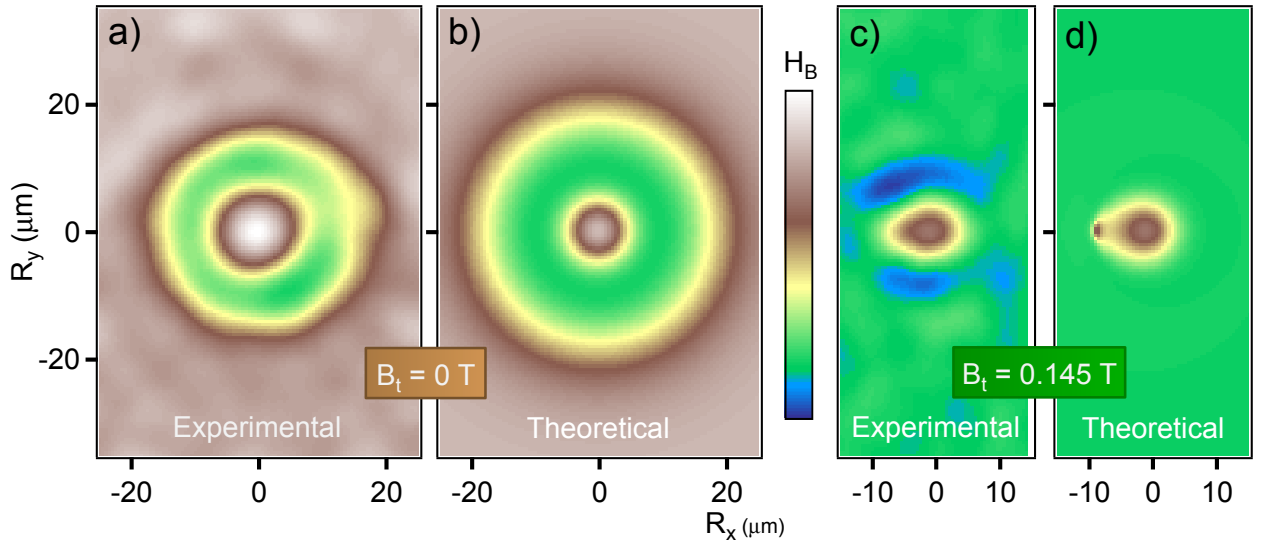 a)
b)
c)
d)
H_B
20
0
-20
R_y (μm)
B_t = 0 T
B_t = 0.145 T
Experimental
Theoretical
Experimental
Theoretical
-20 0 20
-20 0 20
-10 0 10
-10 0 10
R_x (μm)